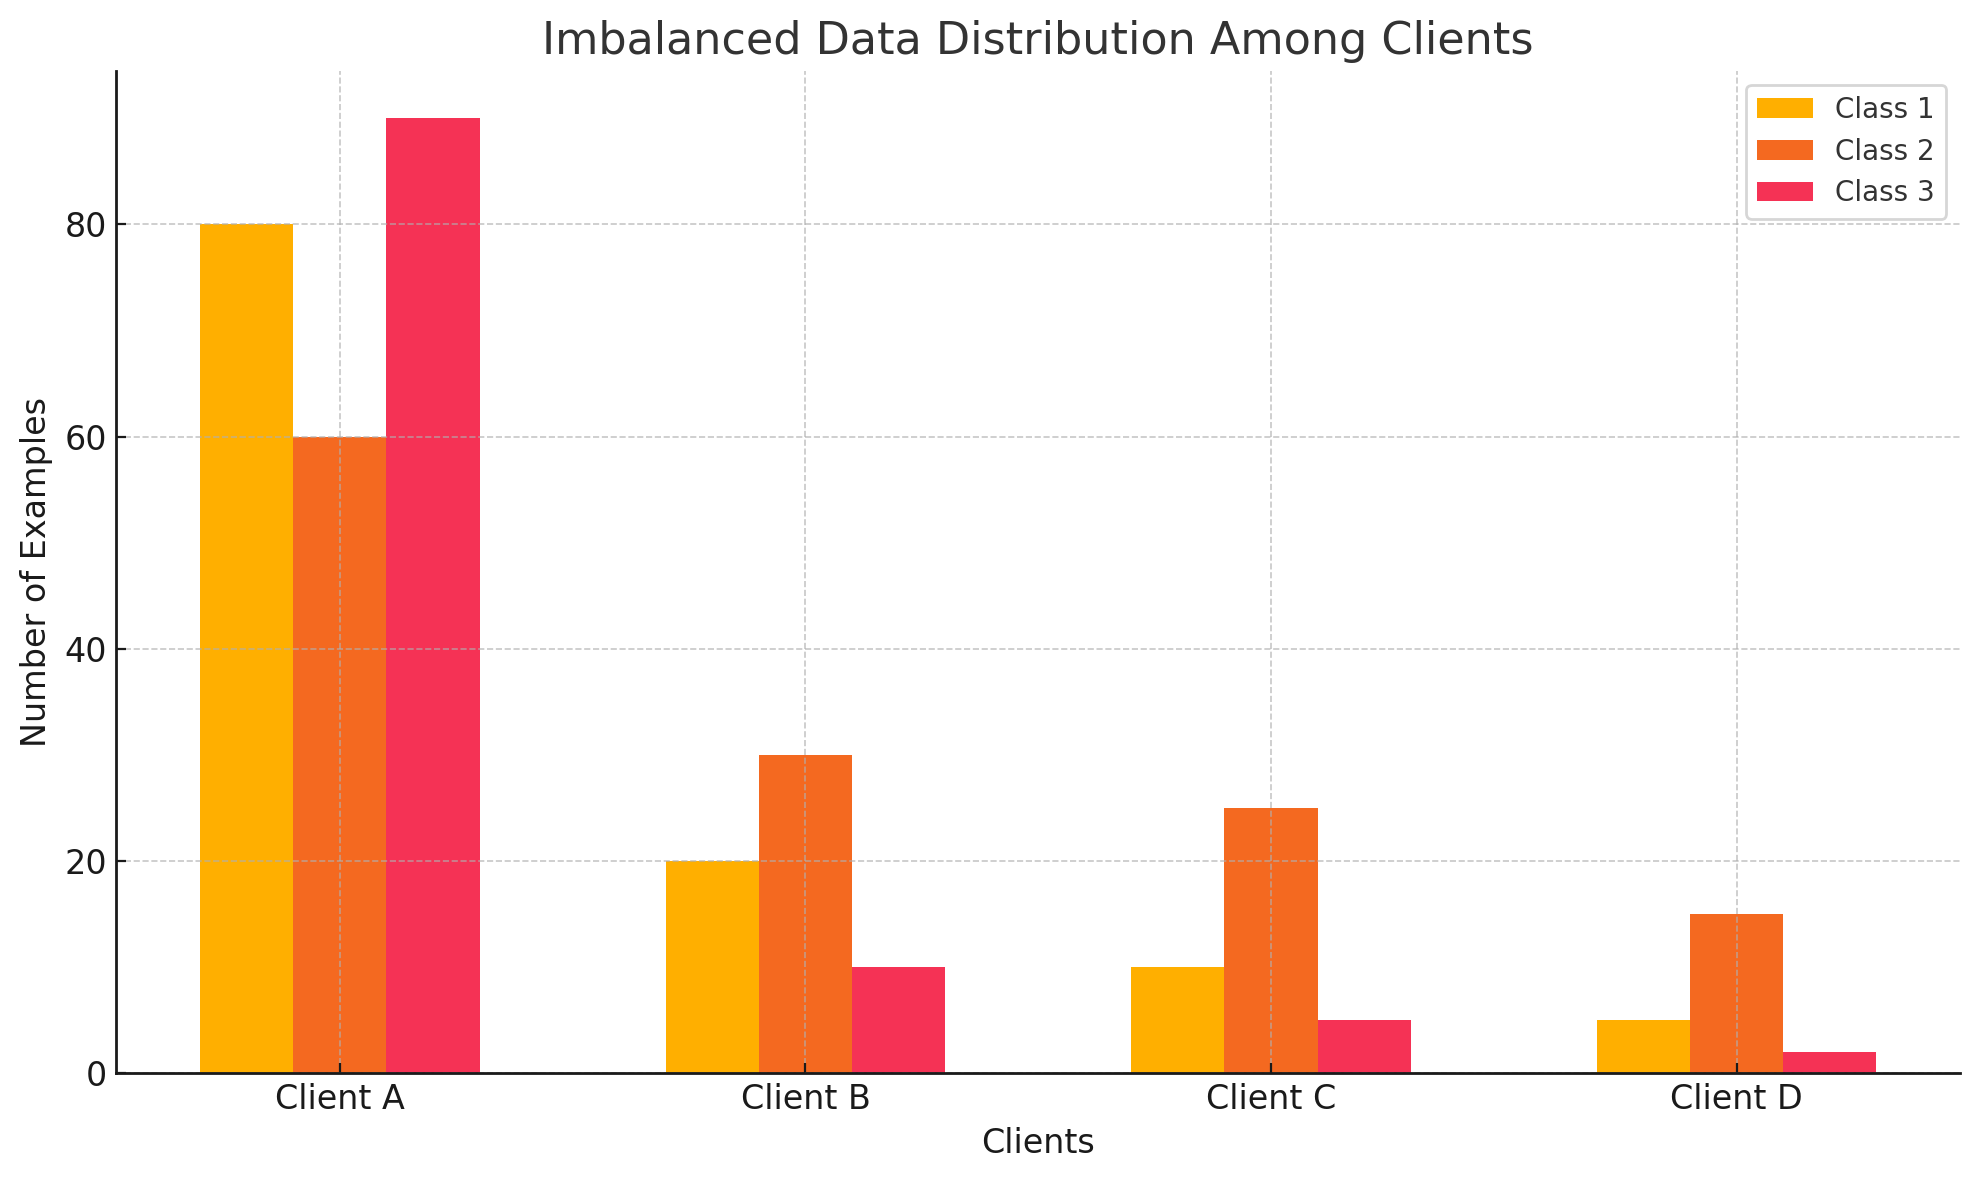 Imbalanced Data Distribution Among Clients
Class 1
Class 2
Class 3
Number of Examples
80
60
40
20
0
Client A
Client B
Client C
Client D
Clients